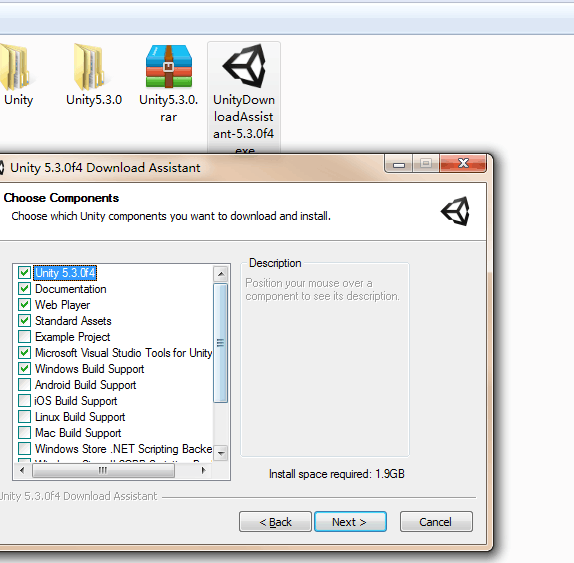 Unity
Unity5.3.0
Unity5.3.0.
rar
UnityDown
loadAssist
ant-5.3.0f4
.exe
Unity 5.3.0f4 Download Assistant
Choose Components
Choose which Unity components you want to download and install.
Unity 5.3.0f4
Documentation
Web Player
Standard Assets
Example Project
Microsoft Visual Studio Tools for Unity
Windows Build Support
Android Build Support
iOS Build Support
Linux Build Support
Mac Build Support
Windows Store .NET Scripting Backe
Description
Position your mouse over a
component to see its description.
Install space required: 1.9GB
Unity 5.3.0f4 Download Assistant
< Back
Next >
Cancel